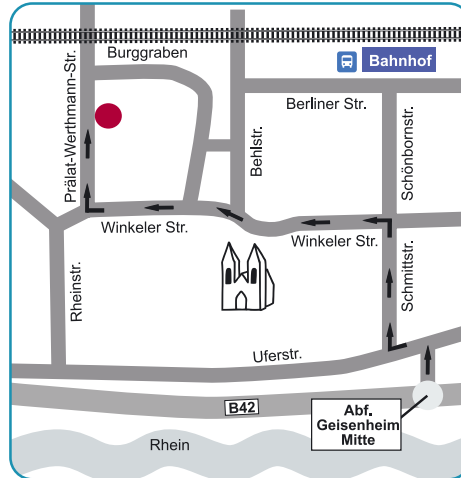 Burggraben
Bahnhof
Prälat-Werthmann-Str.
Berliner Str.
Behlstr.
Schönbornstr.
Winkeler Str.
Winkeler Str.
Rheinstr.
Schmittstr.
Uferstr.
B42
Abf.
Geisenheim
Mitte
Rhein